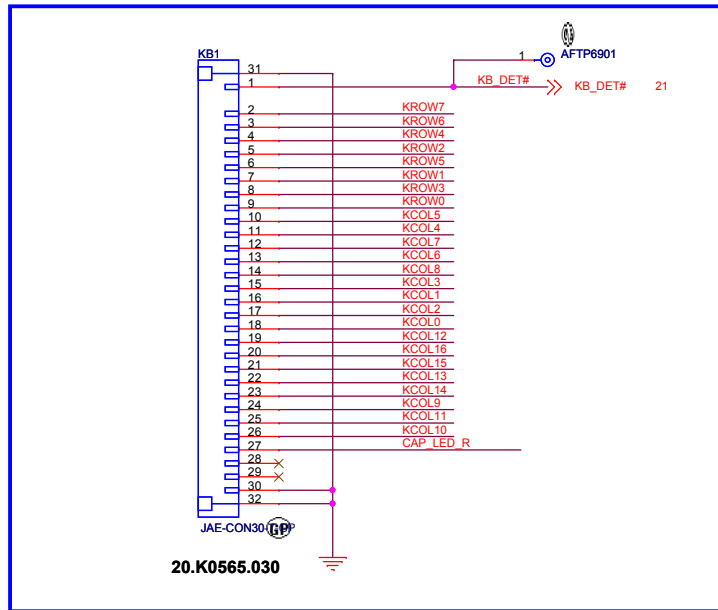 KB1
1 AFTP6901
31
1 KB_DET# KB_DET# 21
2 KROW7
3 KROW6
4 KROW4
5 KROW2
6 KROW5
7 KROW1
8 KROW3
9 KROW0
10 KCOL5
11 KCOL4
12 KCOL7
13 KCOL6
14 KCOL8
15 KCOL3
16 KCOL1
17 KCOL2
18 KCOL0
19 KCOL12
20 KCOL16
21 KCOL15
22 KCOL13
23 KCOL14
24 KCOL9
25 KCOL11
26 KCOL10
27 CAP_LED_R
28
29
30
32
GP
20.K0565.030